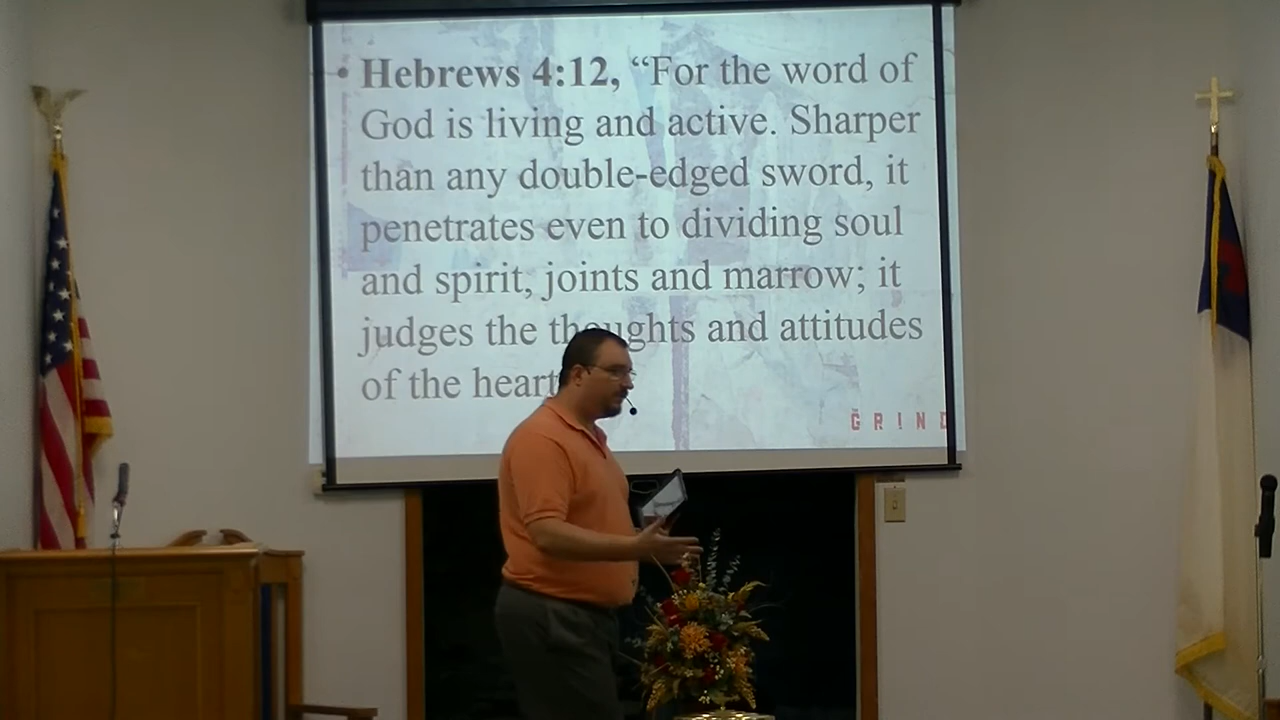 • Hebrews 4:12, “For the word of
God is living and active. Sharper
than any double-edged sword, it
penetrates even to dividing soul
and spirit, joints and marrow; it
judges the thoughts and attitudes
of the heart
GRIND